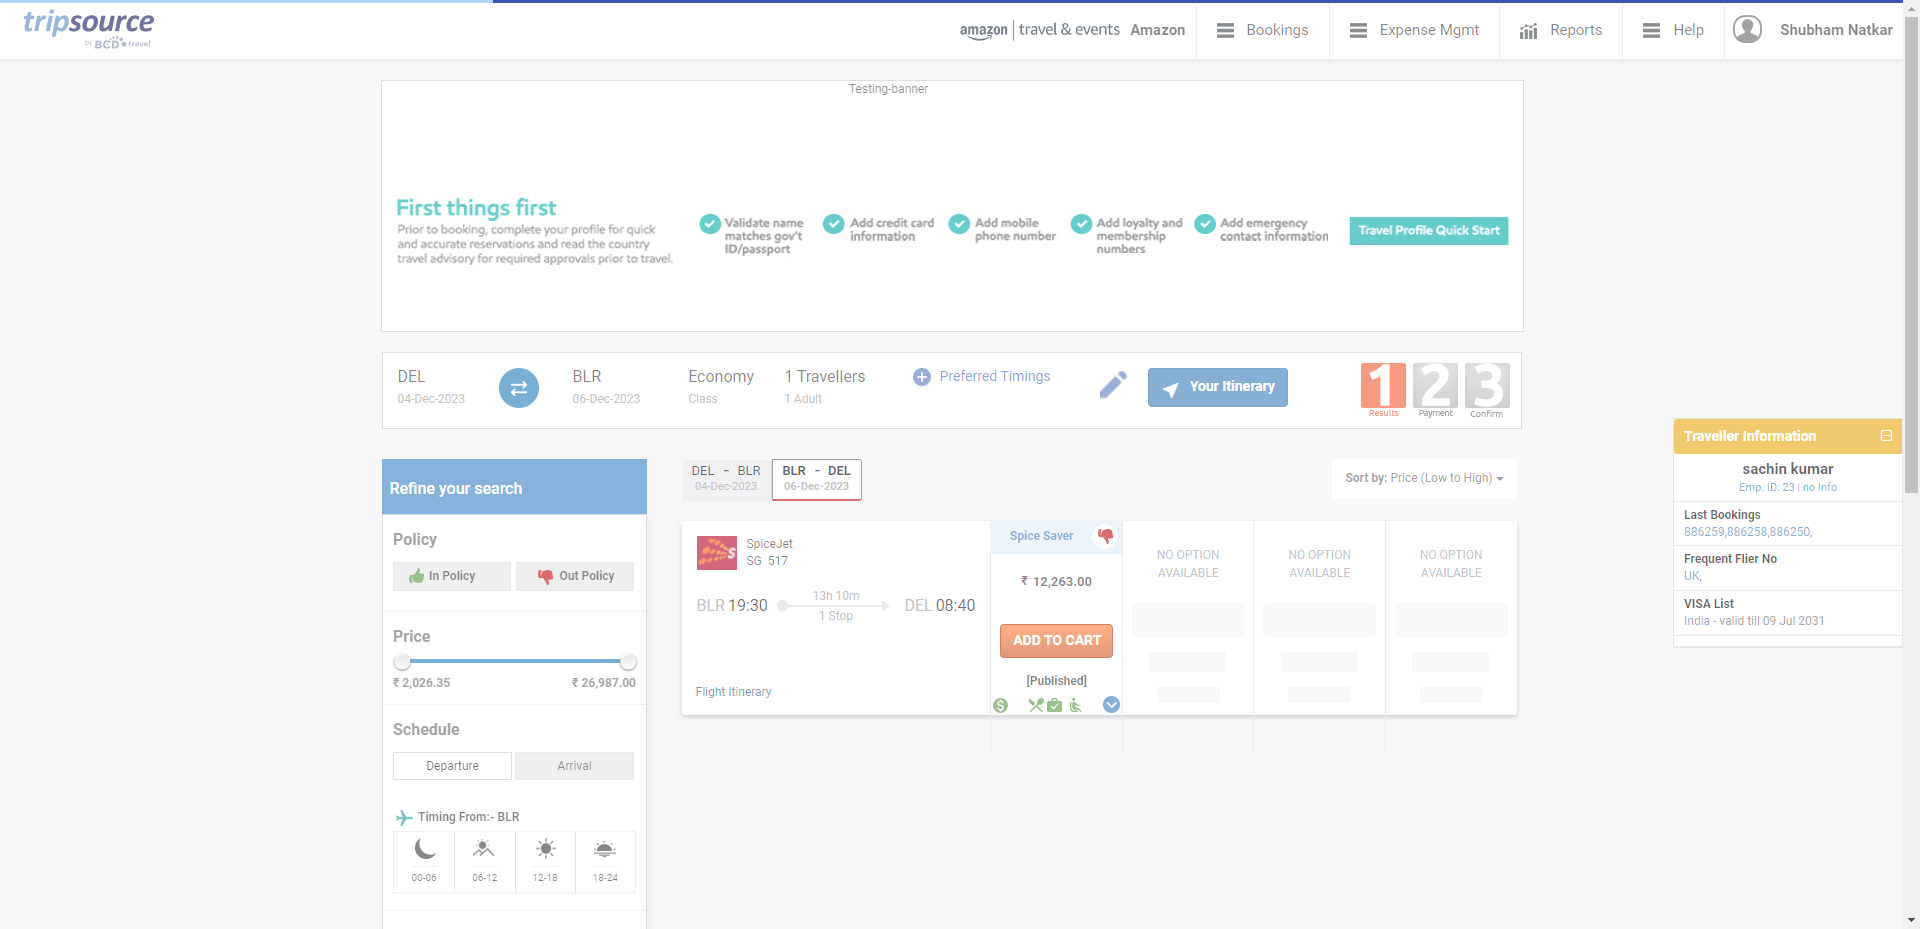 tripsource
by BCD travel
amazon | travel & events Amazon
Bookings
Expense Mgmt
Reports
Help
Shubham Natkar
Testing-banner
First things first
Prior to booking, complete your profile for quick
and accurate reservations and read the country
travel advisory for required approvals prior to travel.
Validate name
matches gov't
ID/passport
Add credit card
information
Add mobile
phone number
Add loyalty and
membership
numbers
Add emergency
contact information
Travel Profile Quick Start
DEL
04-Dec-2023
BLR
06-Dec-2023
Economy
Class
1 Travellers
1 Adult
Preferred Timings
Your Itinerary
1
Results
2
Payment
3
Confirm
Traveller Information
sachin kumar
Emp. ID: 23 | no Info
Last Bookings
886259,886258,886250,
Frequent Flier No
UK,
VISA List
India - valid till 09 Jul 2031
Refine your search
Policy
In Policy
Out Policy
Price
₹ 2,026.35
₹ 26,987.00
Schedule
Departure
Arrival
Timing From:- BLR
00-06
06-12
12-18
18-24
DEL - BLR
04-Dec-2023
BLR - DEL
06-Dec-2023
Sort by: Price (Low to High)
SpiceJet
SG 517
BLR 19:30
13h 10m
1 Stop
DEL 08:40
Flight Itinerary
Spice Saver
₹ 12,263.00
ADD TO CART
[Published]
NO OPTION
AVAILABLE
NO OPTION
AVAILABLE
NO OPTION
AVAILABLE